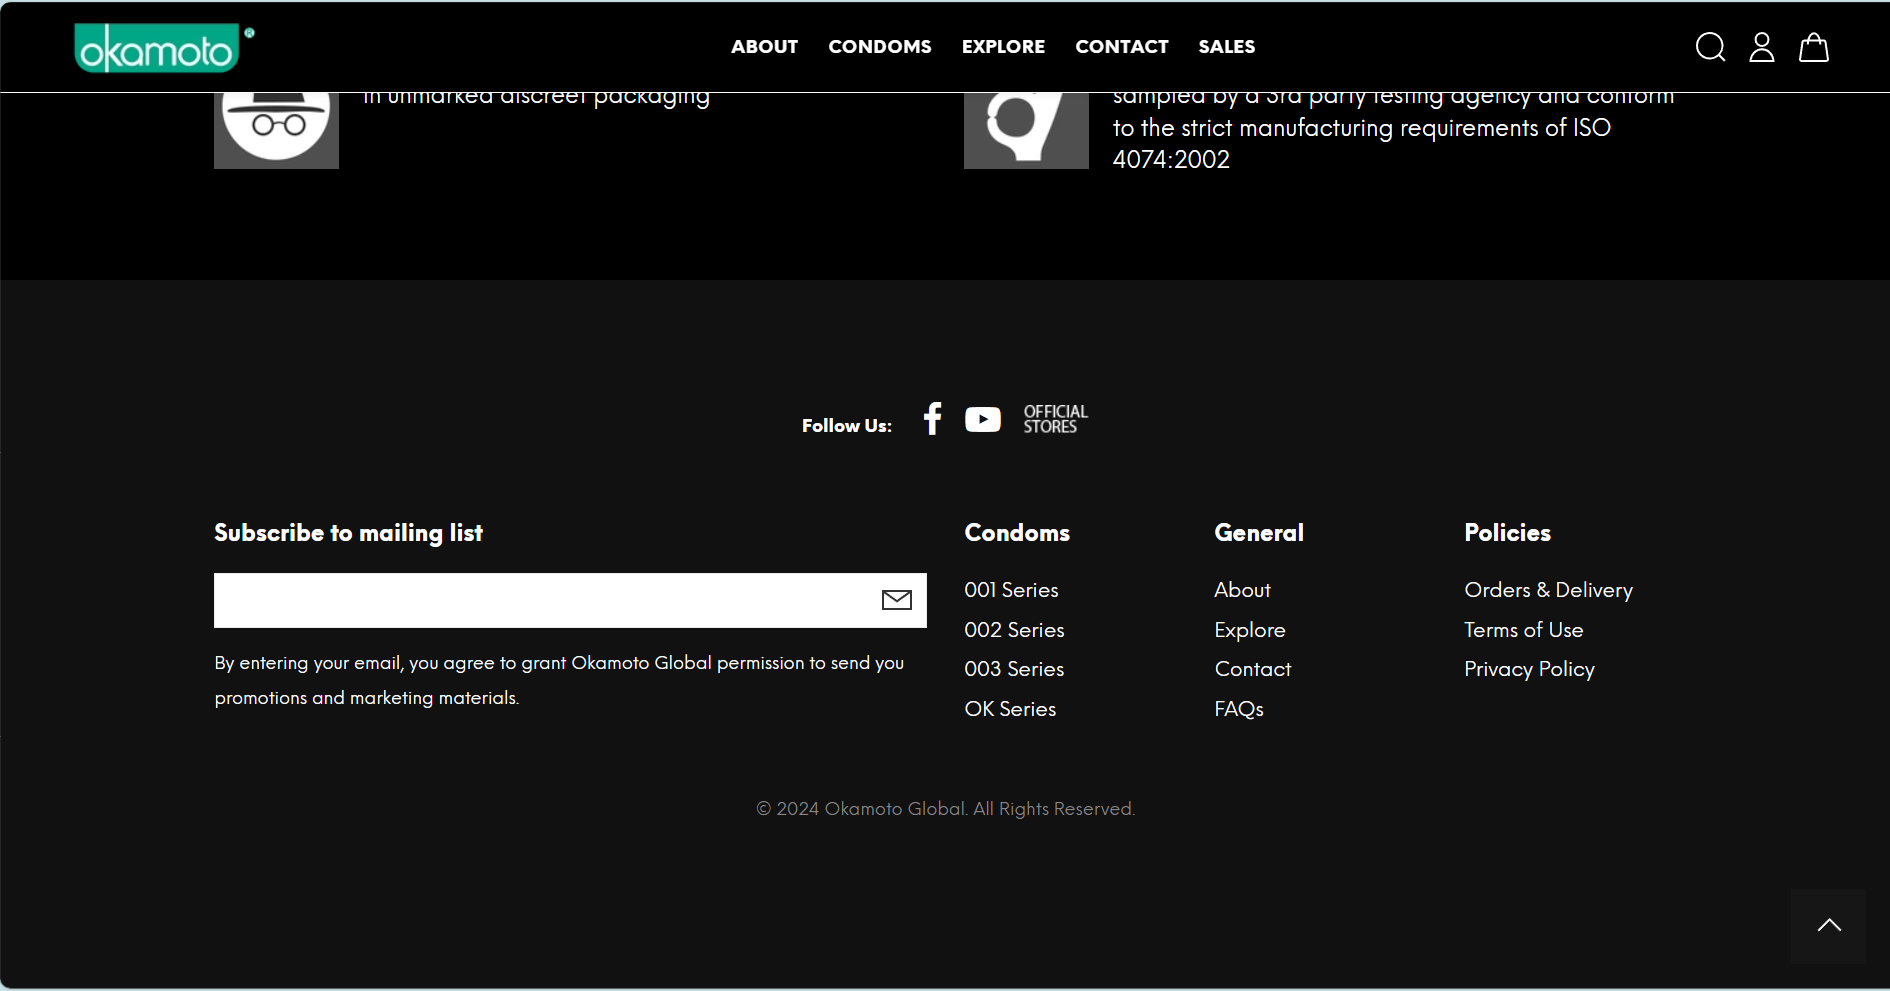 okamoto®
ABOUT CONDOMS EXPLORE CONTACT SALES
in unmarked discreet packaging
sampled by a 3rd party testing agency and conform
to the strict manufacturing requirements of ISO
4074:2002
Follow Us:
OFFICIAL
STORES
Subscribe to mailing list
By entering your email, you agree to grant Okamoto Global permission to send you
promotions and marketing materials.
Condoms
001 Series
002 Series
003 Series
OK Series
General
About
Explore
Contact
FAQs
Policies
Orders & Delivery
Terms of Use
Privacy Policy
© 2024 Okamoto Global. All Rights Reserved.